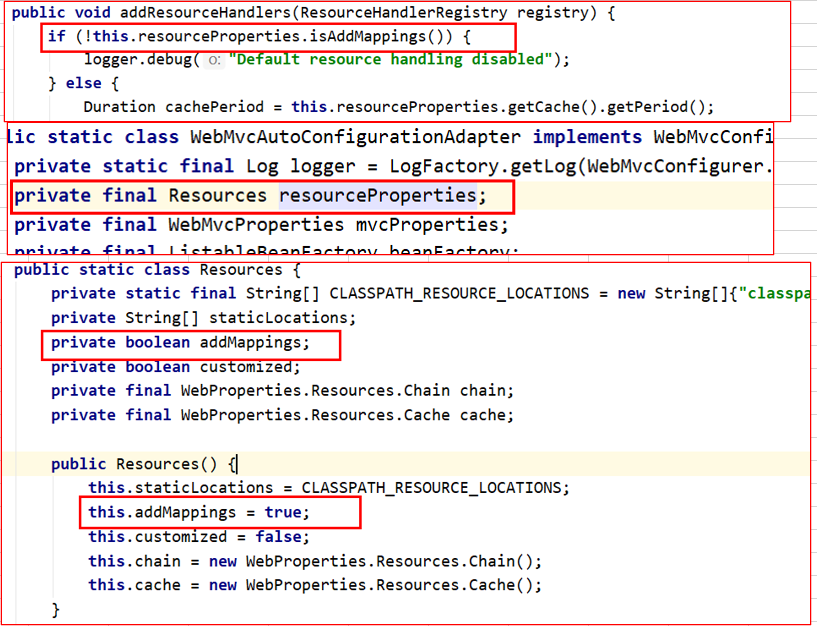 public void addResourceHandlers(ResourceHandlerRegistry registry) {
if (!this.resourceProperties.isAddMappings()) {
logger.debug( o: "Default resource handling disabled");
} else {
Duration cachePeriod = this.resourceProperties.getCache().getPeriod();
lic static class WebMvcAutoConfigurationAdapter implements WebMvcConfi
private static final Log logger = LogFactory.getLog(WebMvcConfigurer.
private final Resources resourceProperties;
private final WebMvcProperties mvcProperties;
private final ListableBeanFactory beanFactory;
public static class Resources {
private static final String[] CLASSPATH_RESOURCE_LOCATIONS = new String[]{"classpa
private String[] staticLocations;
private boolean addMappings;
private boolean customized;
private final WebProperties.Resources.Chain chain;
private final WebProperties.Resources.Cache cache;
public Resources() {
this.staticLocations = CLASSPATH_RESOURCE_LOCATIONS;
this.addMappings = true;
this.customized = false;
this.chain = new WebProperties.Resources.Chain();
this.cache = new WebProperties.Resources.Cache();
}